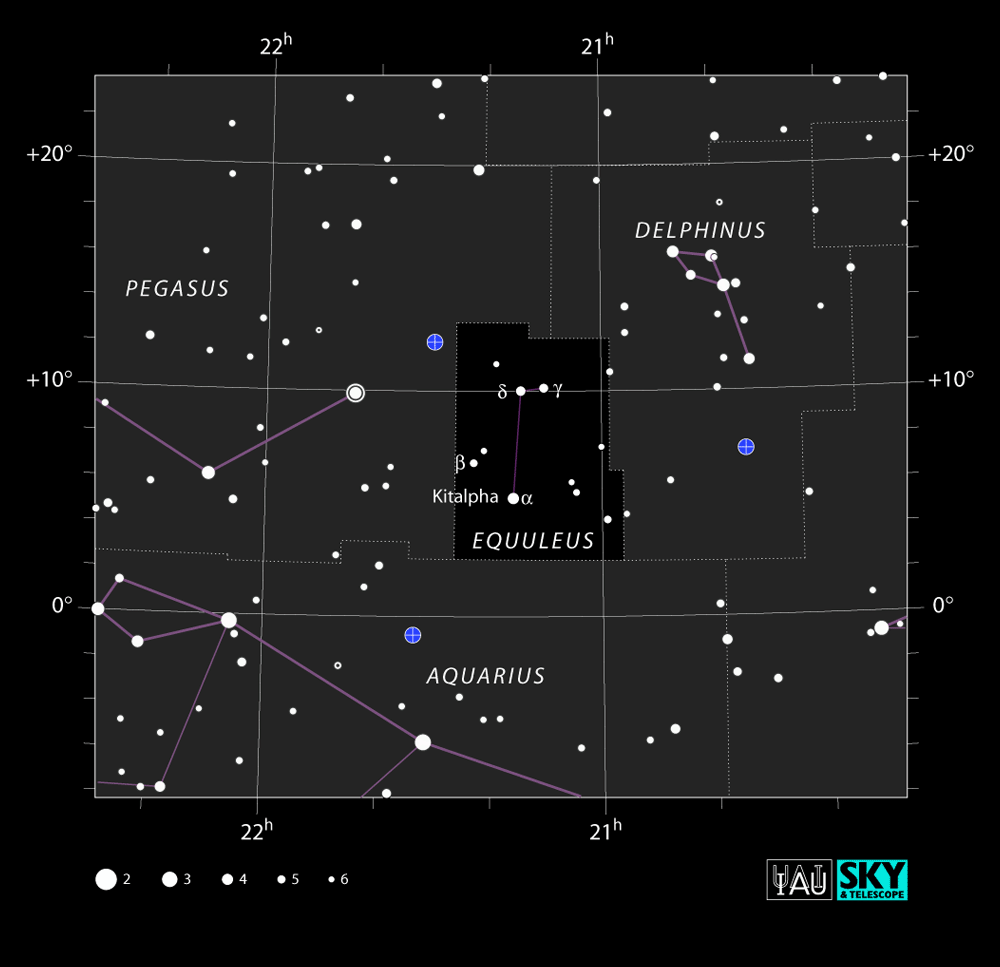 22h 21h
+20° +20°
DELPHINUS
PEGASUS
+10° +10°
δ γ
β
Kitalpha α
EQUULEUS
0° 0°
AQUARIUS
22h 21h
2 3 4 5 6
IAU UAI SKY
& TELESCOPE